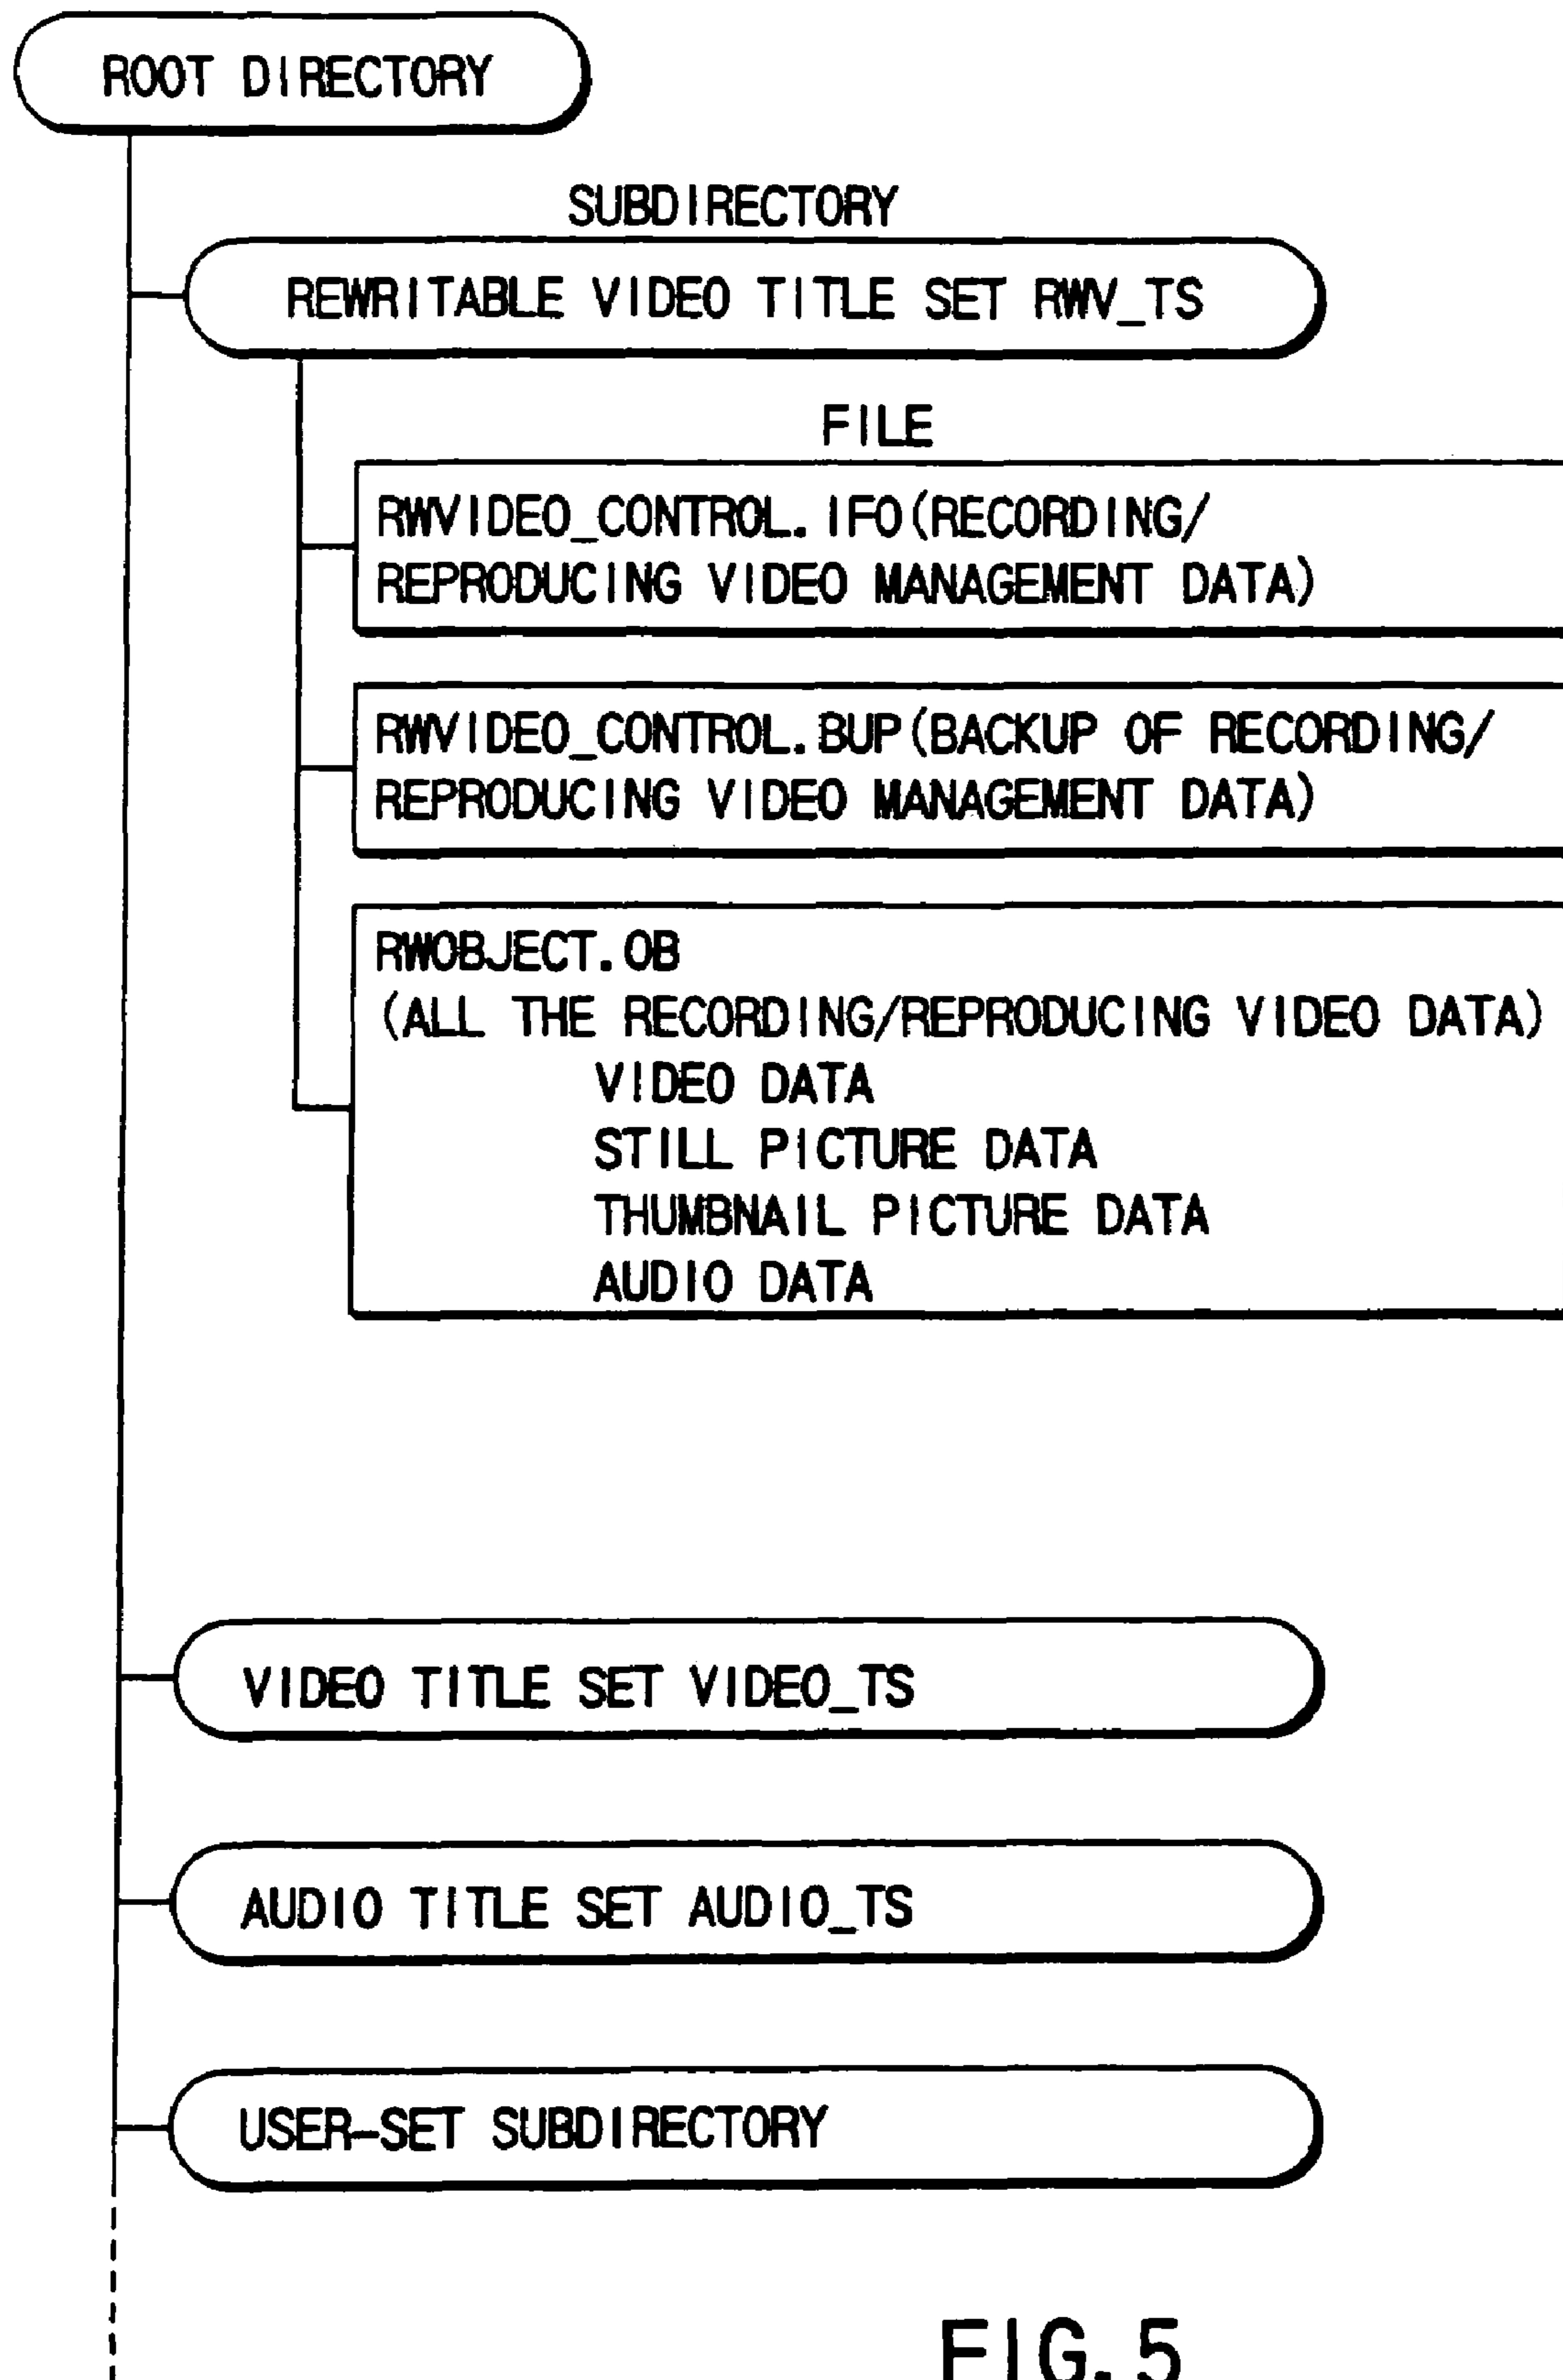 ROOT DIRECTORY
SUBDIRECTORY
REWRITABLE VIDEO TITLE SET RWV_TS
FILE
RWVIDEO_CONTROL.IFO(RECORDING/
REPRODUCING VIDEO MANAGEMENT DATA)
RWVIDEO_CONTROL.BUP(BACKUP OF RECORDING/
REPRODUCING VIDEO MANAGEMENT DATA)
RWOBJECT.OB
(ALL THE RECORDING/REPRODUCING VIDEO DATA)
VIDEO DATA
STILL PICTURE DATA
THUMBNAIL PICTURE DATA
AUDIO DATA
VIDEO TITLE SET VIDEO_TS
AUDIO TITLE SET AUDIO_TS
USER-SET SUBDIRECTORY
FIG.5